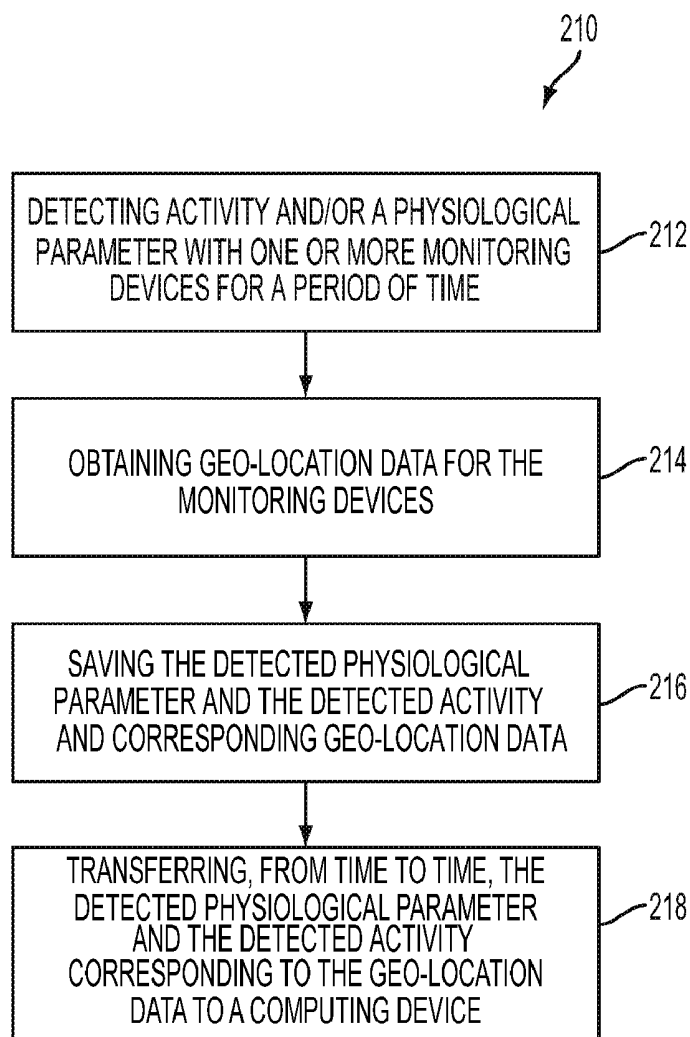 210
DETECTING ACTIVITY AND/OR A PHYSIOLOGICAL
PARAMETER WITH ONE OR MORE MONITORING
DEVICES FOR A PERIOD OF TIME
212
OBTAINING GEO-LOCATION DATA FOR THE
MONITORING DEVICES
214
SAVING THE DETECTED PHYSIOLOGICAL
PARAMETER AND THE DETECTED ACTIVITY
AND CORRESPONDING GEO-LOCATION DATA
216
TRANSFERRING, FROM TIME TO TIME, THE
DETECTED PHYSIOLOGICAL PARAMETER
AND THE DETECTED ACTIVITY
CORRESPONDING TO THE GEO-LOCATION
DATA TO A COMPUTING DEVICE
218